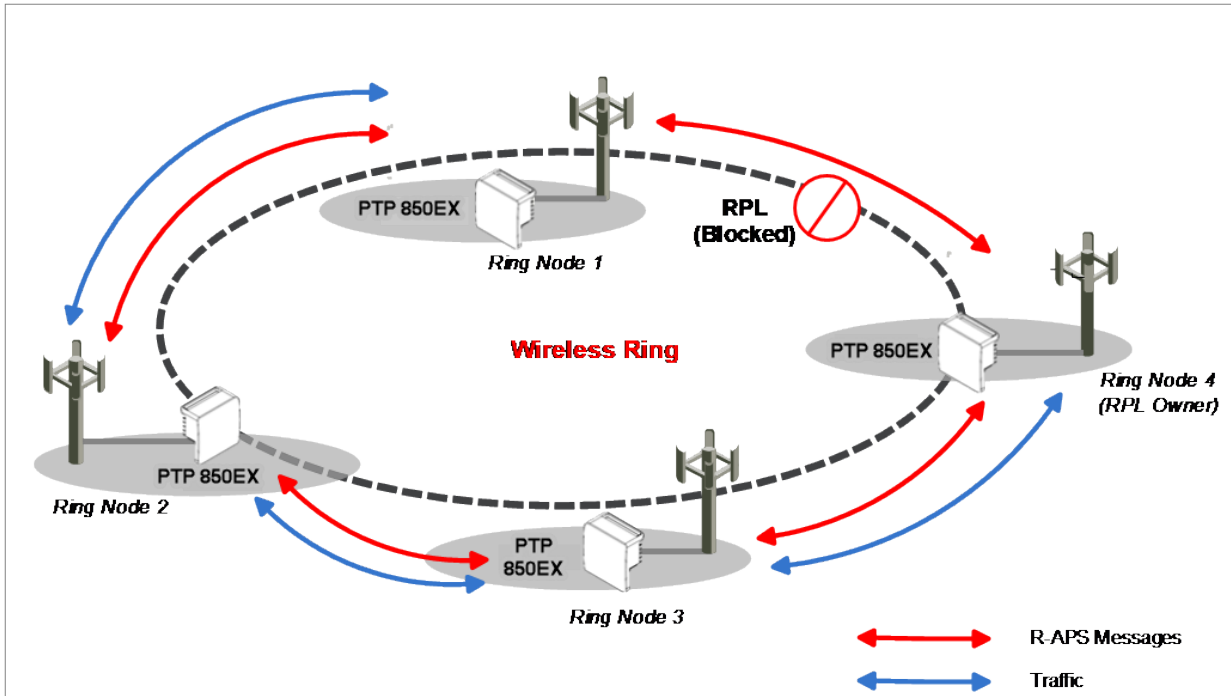 PTP 850EX
Ring Node 1
RPL
(Blocked)
Wireless Ring
PTP 850EX
Ring Node 4
(RPL Owner)
PTP 850EX
Ring Node 2
PTP
850EX
Ring Node 3
R-APS Messages
Traffic